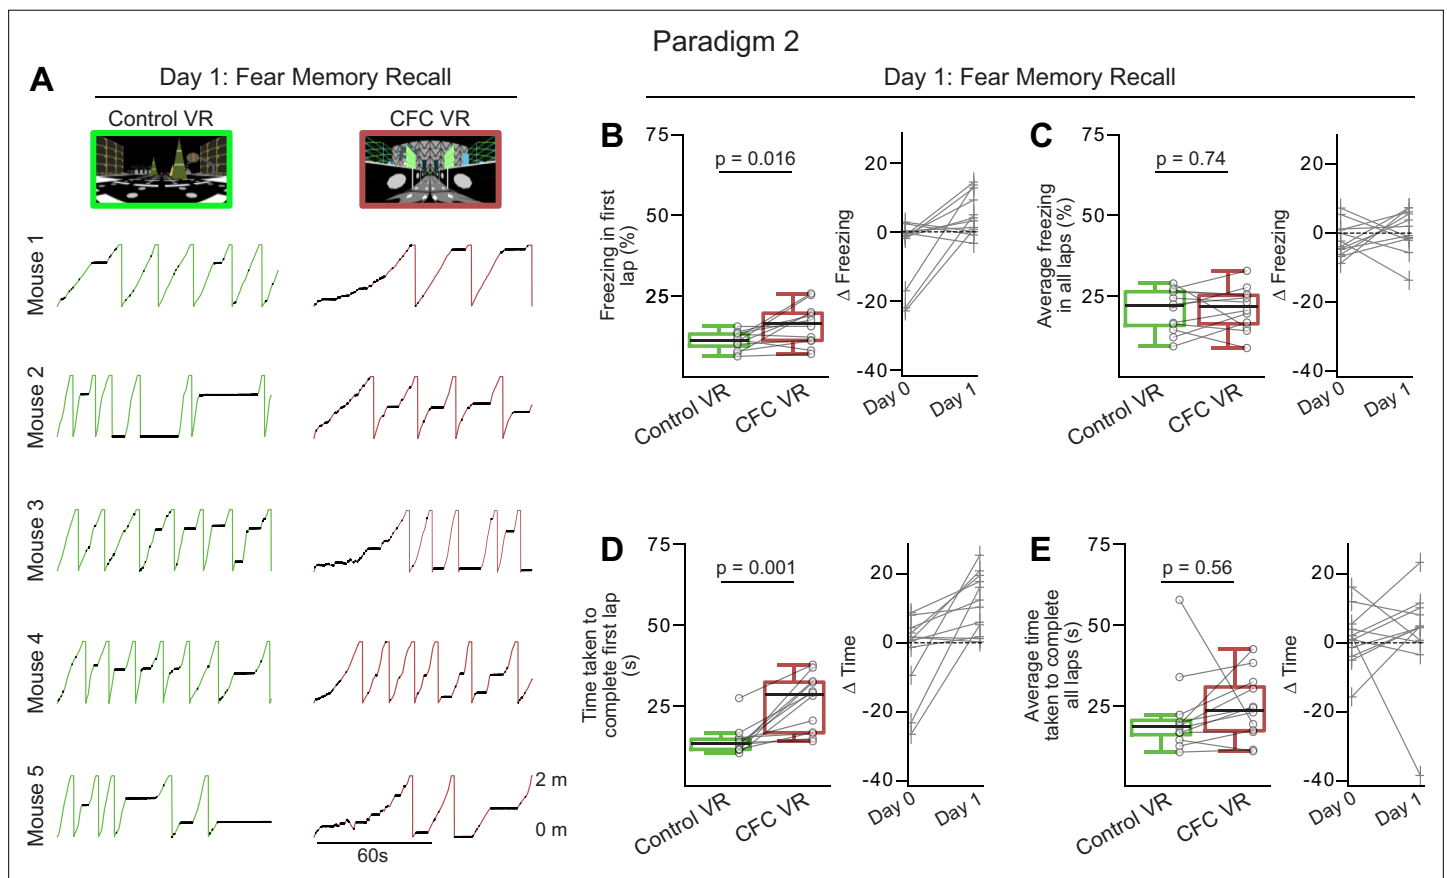 Paradigm 2
A
Day 1: Fear Memory Recall
Control VR
CFC VR
Mouse 1
Mouse 2
Mouse 3
Mouse 4
Mouse 5
2 m
0 m
60s
Day 1: Fear Memory Recall
B
Freezing in first
lap (%)
75
50
25
p = 0.016
Control VR
CFC VR
Δ Freezing
20
0
-20
-40
Day 0
Day 1
C
Average freezing
in all laps (%)
75
50
25
p = 0.74
Control VR
CFC VR
Δ Freezing
20
0
-20
-40
Day 0
Day 1
D
Time taken to
complete first lap
(s)
75
50
25
p = 0.001
Control VR
CFC VR
Δ Time
20
0
-20
-40
Day 0
Day 1
E
Average time
taken to complete
all laps (s)
75
50
25
p = 0.56
Control VR
CFC VR
Δ Time
20
0
-20
-40
Day 0
Day 1